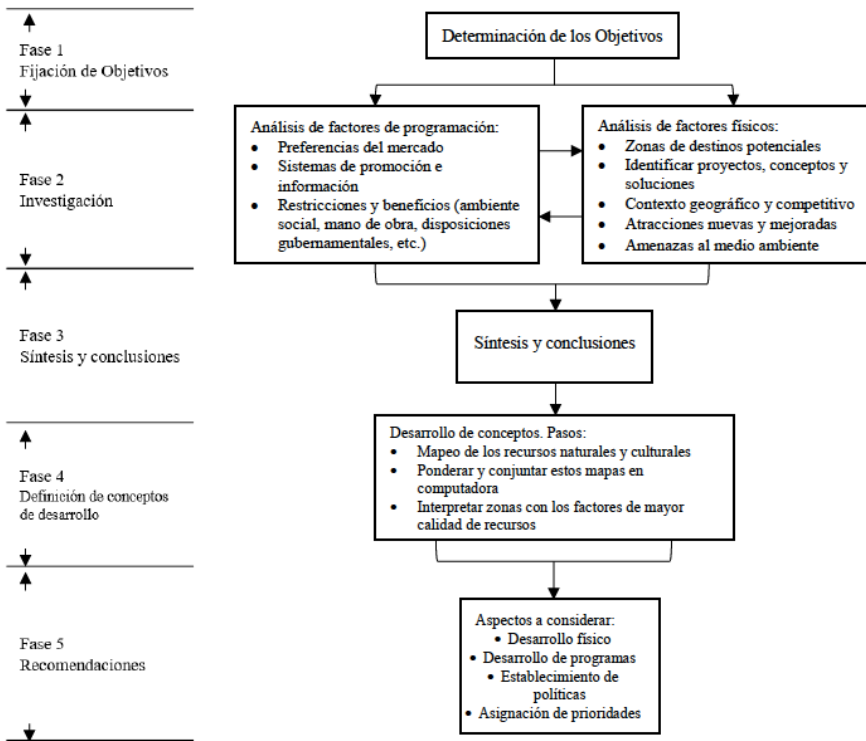 Fase 1
Fijación de Objetivos
Determinación de los Objetivos
Fase 2
Investigación
Análisis de factores de programación:
• Preferencias del mercado
• Sistemas de promoción e
información
• Restricciones y beneficios (ambiente
social, mano de obra, disposiciones
gubernamentales, etc.)
Análisis de factores físicos:
• Zonas de destinos potenciales
• Identificar proyectos, conceptos y
soluciones
• Contexto geográfico y competitivo
• Atracciones nuevas y mejoradas
• Amenazas al medio ambiente
Fase 3
Síntesis y conclusiones
Síntesis y conclusiones
Fase 4
Definición de conceptos
de desarrollo
Desarrollo de conceptos. Pasos:
• Mapeo de los recursos naturales y culturales
• Ponderar y conjuntar estos mapas en
computadora
• Interpretar zonas con los factores de mayor
calidad de recursos
Fase 5
Recomendaciones
Aspectos a considerar:
• Desarrollo físico
• Desarrollo de programas
• Establecimiento de
políticas
• Asignación de prioridades